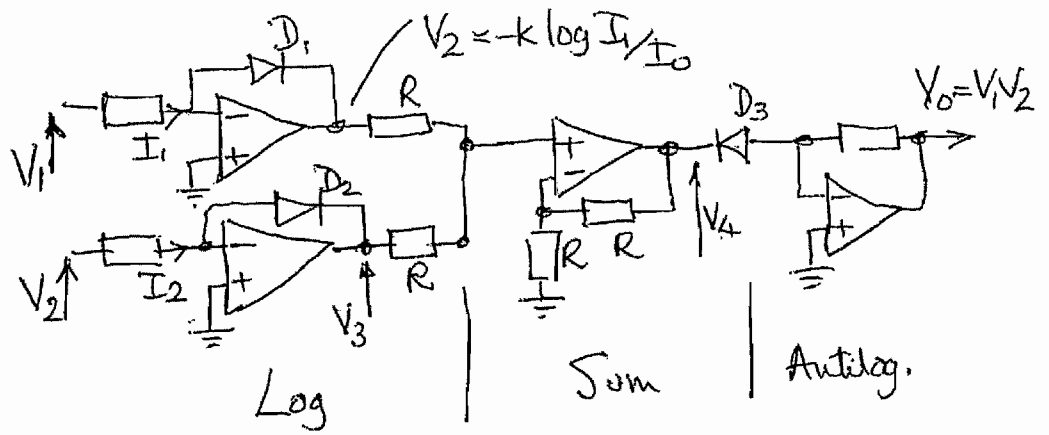 D1
V2 = -k log I1/I0
R
V1
I1
-
+
D2
V2
I2
-
+
R
V3
+
-
R
R
D3
V4
V0 = V1V2
-
+
Log
Sum
Antilog.